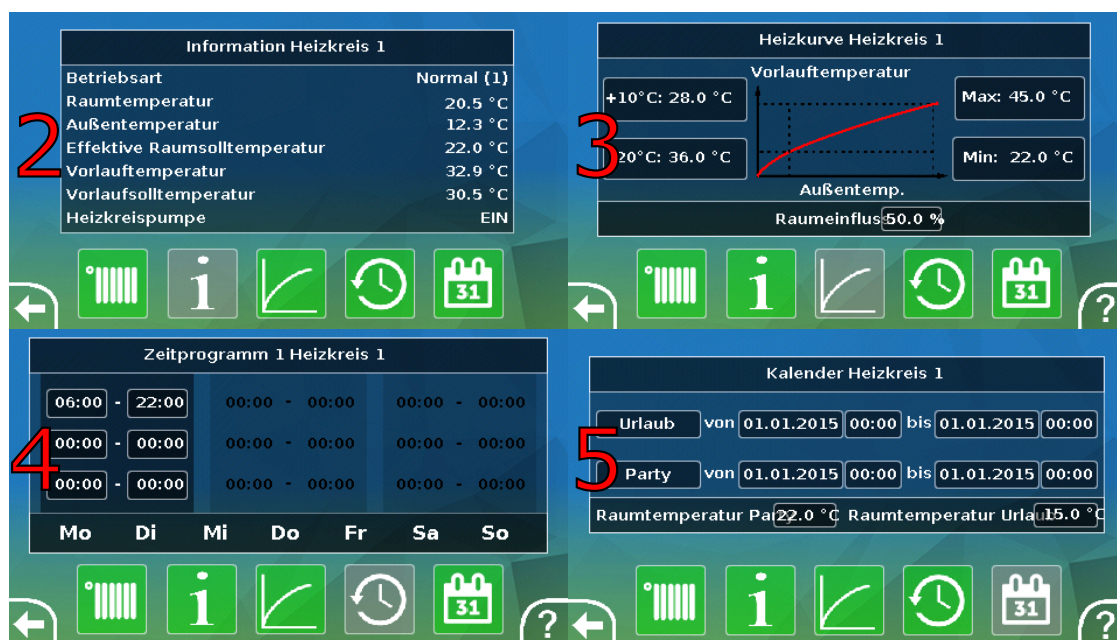 Information Heizkreis 1
Betriebsart Normal (1)
Raumtemperatur 20.5 °C
Außentemperatur 12.3 °C
Effektive Raumsolltemperatur 22.0 °C
Vorlauftemperatur 32.9 °C
Vorlaufsolltemperatur 30.5 °C
Heizkreispumpe EIN
2
31
Heizkurve Heizkreis 1
Vorlauftemperatur
+10°C: 28.0 °C Max: 45.0 °C
20°C: 36.0 °C Min: 22.0 °C
Außentemp.
Raumeinfluss 50.0 %
3
31
?
Zeitprogramm 1 Heizkreis 1
06:00 - 22:00 00:00 - 00:00 00:00 - 00:00
00:00 - 00:00 00:00 - 00:00 00:00 - 00:00
00:00 - 00:00 00:00 - 00:00 00:00 - 00:00
Mo Di Mi Do Fr Sa So
4
31
?
Kalender Heizkreis 1
Urlaub von 01.01.2015 00:00 bis 01.01.2015 00:00
Party von 01.01.2015 00:00 bis 01.01.2015 00:00
Raumtemperatur Party 22.0 °C Raumtemperatur Urlaub 15.0 °C
5
31
?